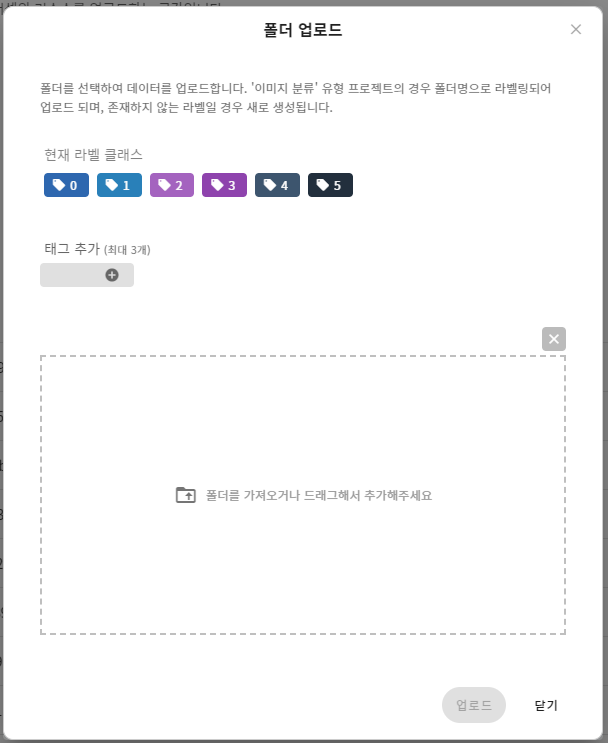 폴더 업로드
폴더를 선택하여 데이터를 업로드합니다. '이미지 분류' 유형 프로젝트의 경우 폴더명으로 라벨링되어
업로드 되며, 존재하지 않는 라벨일 경우 새로 생성됩니다.
현재 라벨 클래스
0 1 2 3 4 5
태그 추가 (최대 3개)
폴더를 가져오거나 드래그해서 추가해주세요
업로드 닫기